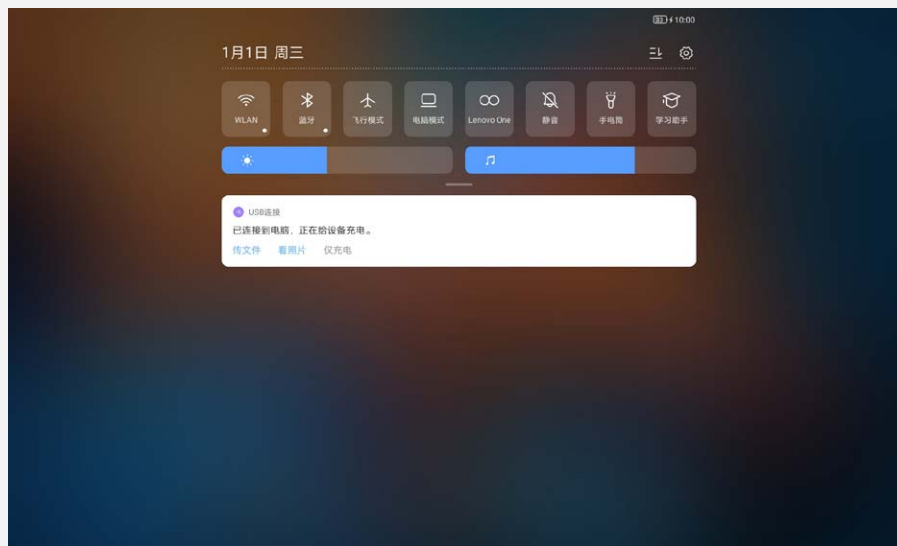 83 10:00
1月1日 周三
WLAN 蓝牙 飞行模式 电脑模式 Lenovo One 静音 手电筒 学习助手
USB连接
已连接到电脑，正在给设备充电。
传文件 看照片 仅充电